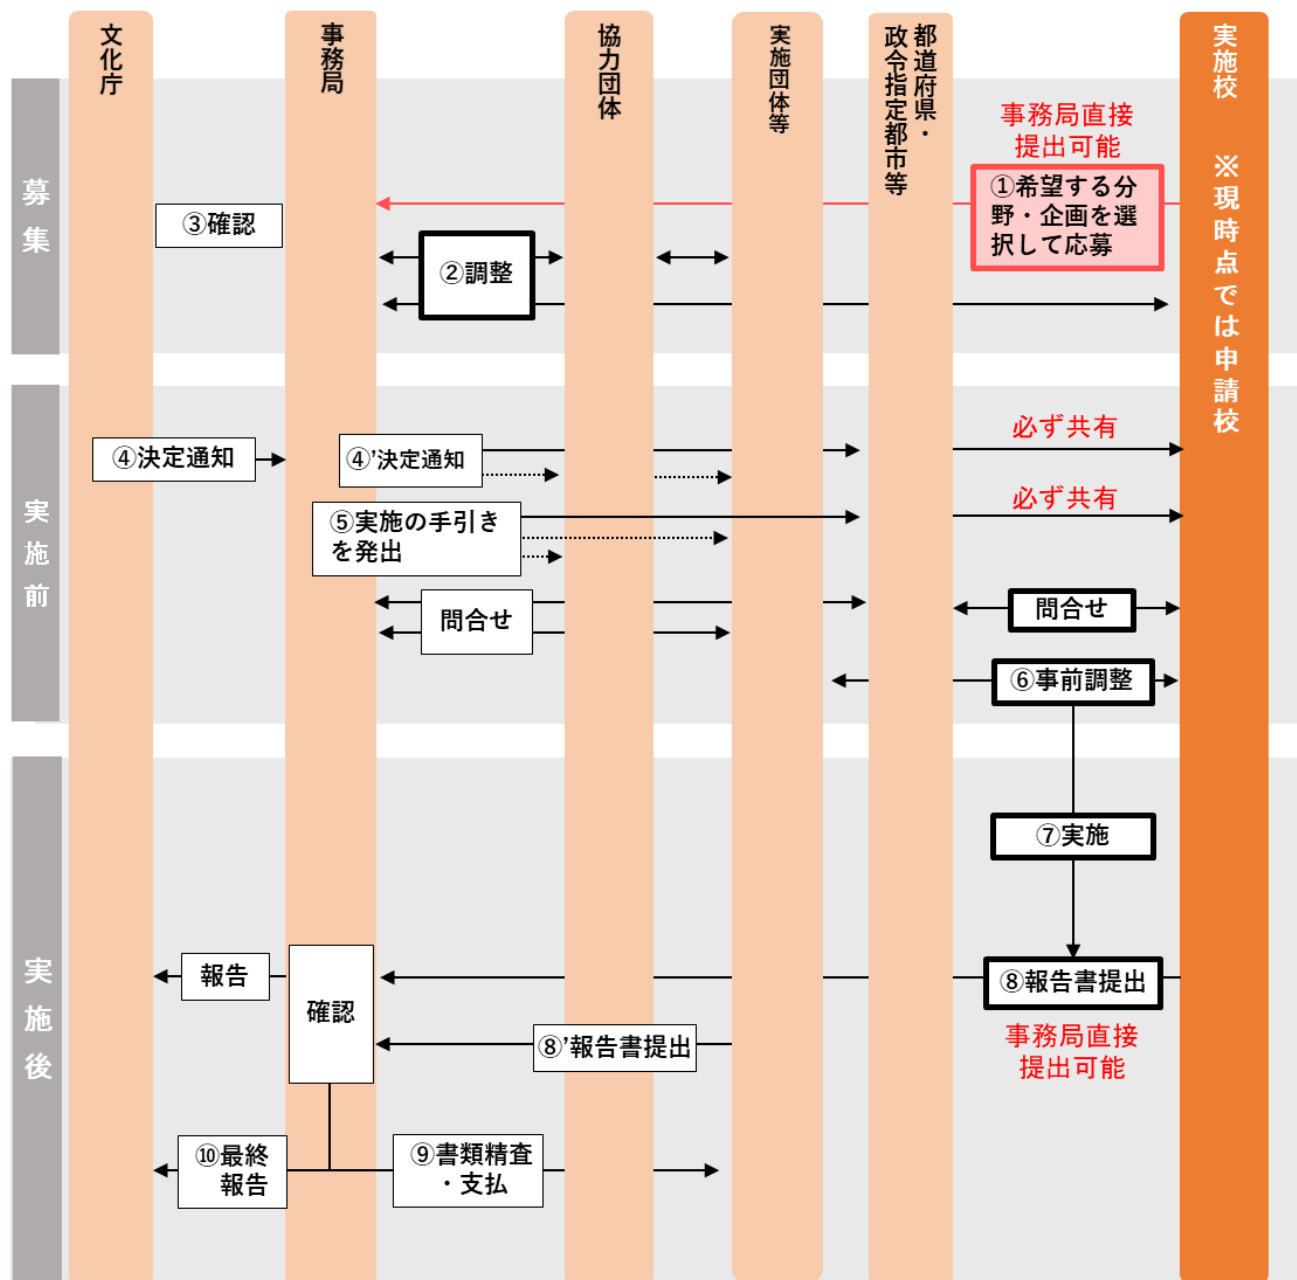 文化庁
事務局
協力団体
実施団体等
都道府県・
政令指定都市等
実施校　※現時点では申請校
募集
事務局直接
提出可能
①希望する分
野・企画を選
択して応募
③確認
②調整
実施前
④決定通知
④’決定通知
必ず共有
⑤実施の手引き
を発出
必ず共有
問合せ
問合せ
⑥事前調整
実施後
⑦実施
報告
確認
⑧報告書提出
⑧’報告書提出
事務局直接
提出可能
⑩最終
報告
⑨書類精査
・支払